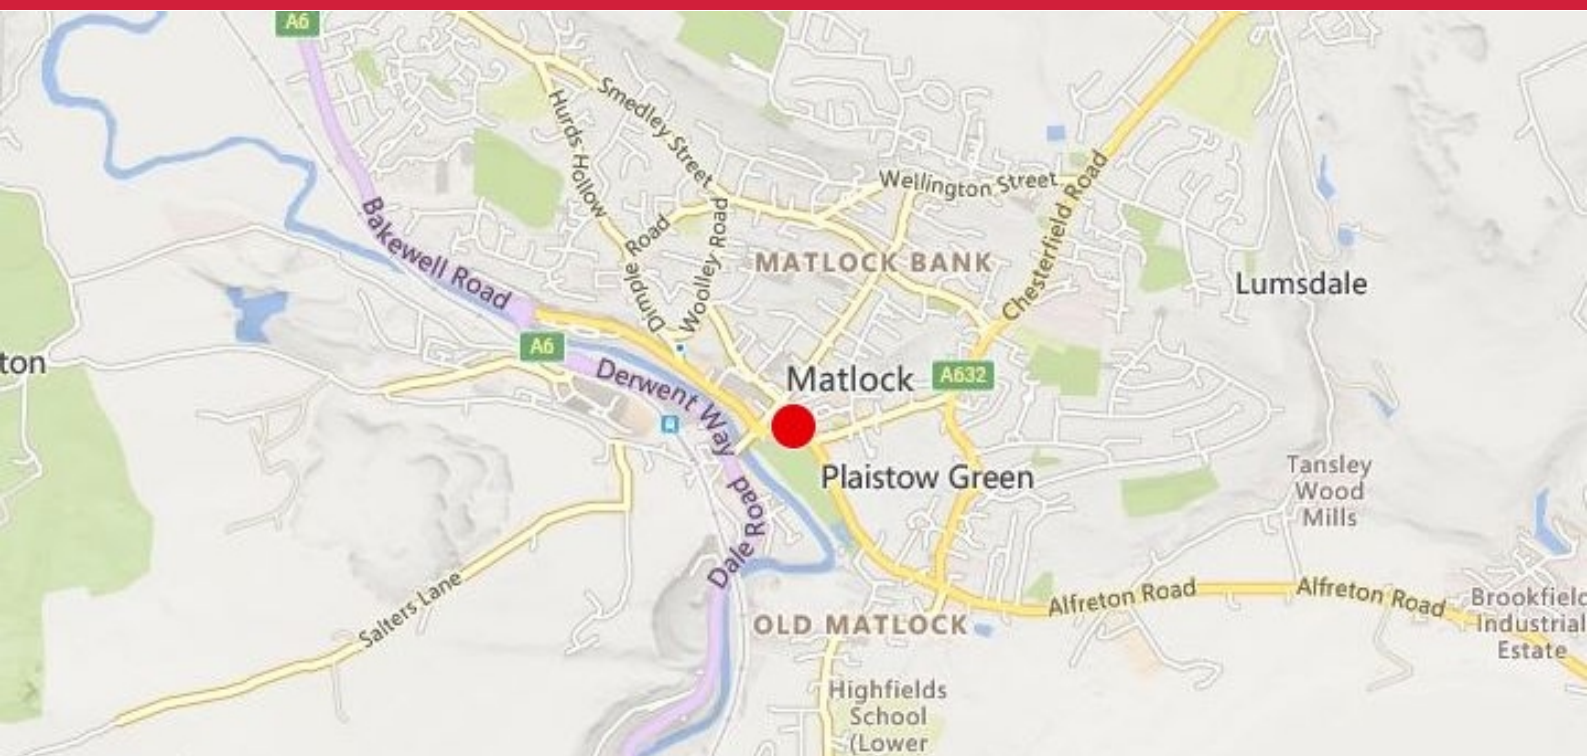 A6
Smedley Street
Hurds Hollow
Wellington Street
Chesterfield Road
Bakewell Road
Dimple Road
Woolley Road
MATLOCK BANK
Lumsdale
ton
A6
Derwent Way
Matlock
A632
Plaistow Green
Tansley
Wood
Mills
Dale Road
Salters Lane
Alfreton Road
Alfreton Road
Brookfield
Industrial
Estate
OLD MATLOCK
Highfields
School
(Lower